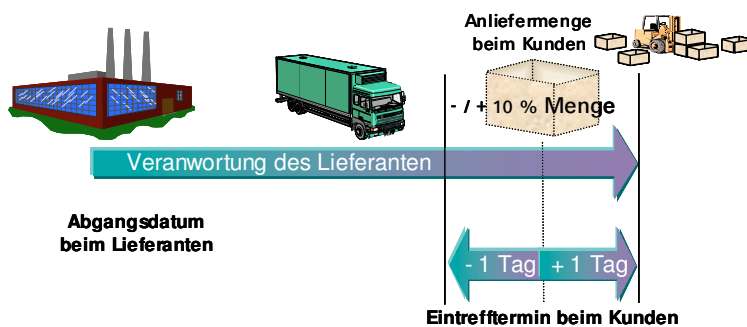 Anliefermenge
beim Kunden
- / + 10 % Menge
Veranwortung des Lieferanten
Abgangsdatum
beim Lieferanten
- 1 Tag + 1 Tag
Eintrefftermin beim Kunden